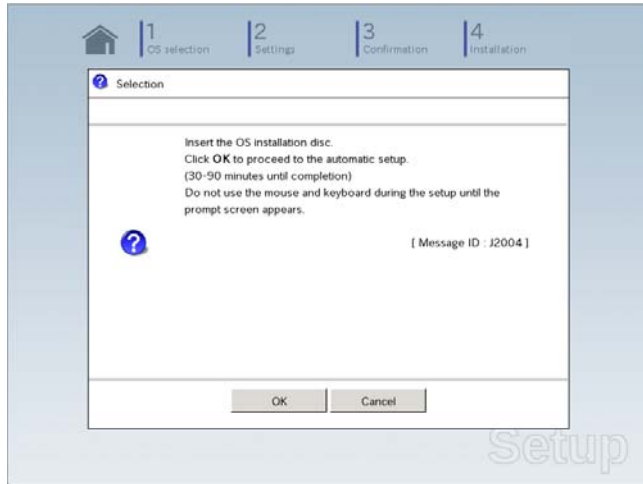 1
OS selection
2
Settings
3
Confirmation
4
Installation
Selection
Insert the OS installation disc.
Click OK to proceed to the automatic setup.
(30-90 minutes until completion)
Do not use the mouse and keyboard during the setup until the
prompt screen appears.
[ Message ID : J2004 ]
OK
Cancel
Setup